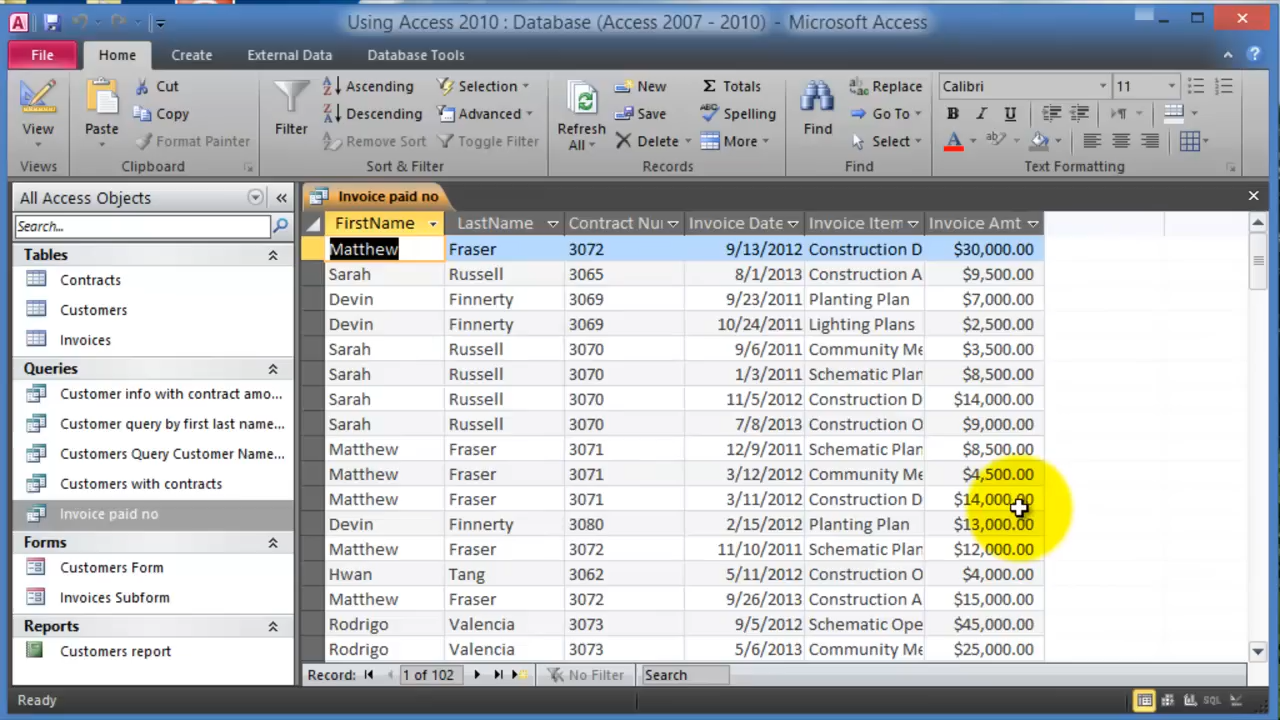 Using Access 2010 : Database (Access 2007 - 2010) - Microsoft Access
File Home Create External Data Database Tools
View
Views
Paste
Cut
Copy
Format Painter
Clipboard
Filter
Ascending
Descending
Remove Sort
Selection
Advanced
Toggle Filter
Sort & Filter
Refresh
All
New
Save
Delete
Totals
Spelling
More
Records
Find
Replace
Go To
Select
Find
Calibri 11
B I U
Text Formatting
All Access Objects
Search...
Tables
Contracts
Customers
Invoices
Queries
Customer info with contract amo...
Customer query by first last name...
Customers Query Customer Name...
Customers with contracts
Invoice paid no
Forms
Customers Form
Invoices Subform
Reports
Customers report
Invoice paid no
FirstName LastName Contract Nu Invoice Date Invoice Item Invoice Amt
Matthew Fraser 3072 9/13/2012 Construction D $30,000.00
Sarah Russell 3065 8/1/2013 Construction A $9,500.00
Devin Finnerty 3069 9/23/2011 Planting Plan $7,000.00
Devin Finnerty 3069 10/24/2011 Lighting Plans $2,500.00
Sarah Russell 3070 9/6/2011 Community Me $3,500.00
Sarah Russell 3070 1/3/2011 Schematic Plan $8,500.00
Sarah Russell 3070 11/5/2012 Construction D $14,000.00
Sarah Russell 3070 7/8/2013 Construction O $9,000.00
Matthew Fraser 3071 12/9/2011 Schematic Plan $8,500.00
Matthew Fraser 3071 3/12/2012 Community Me $4,500.00
Matthew Fraser 3071 3/11/2012 Construction D $14,000.00
Devin Finnerty 3080 2/15/2012 Planting Plan $13,000.00
Matthew Fraser 3072 11/10/2011 Schematic Plan $12,000.00
Hwan Tang 3062 5/11/2012 Construction O $4,000.00
Matthew Fraser 3072 9/26/2013 Construction A $15,000.00
Rodrigo Valencia 3073 9/5/2012 Schematic Ope $45,000.00
Rodrigo Valencia 3073 5/6/2013 Community Me $25,000.00
Record: 1 of 102 No Filter Search
Ready SQL